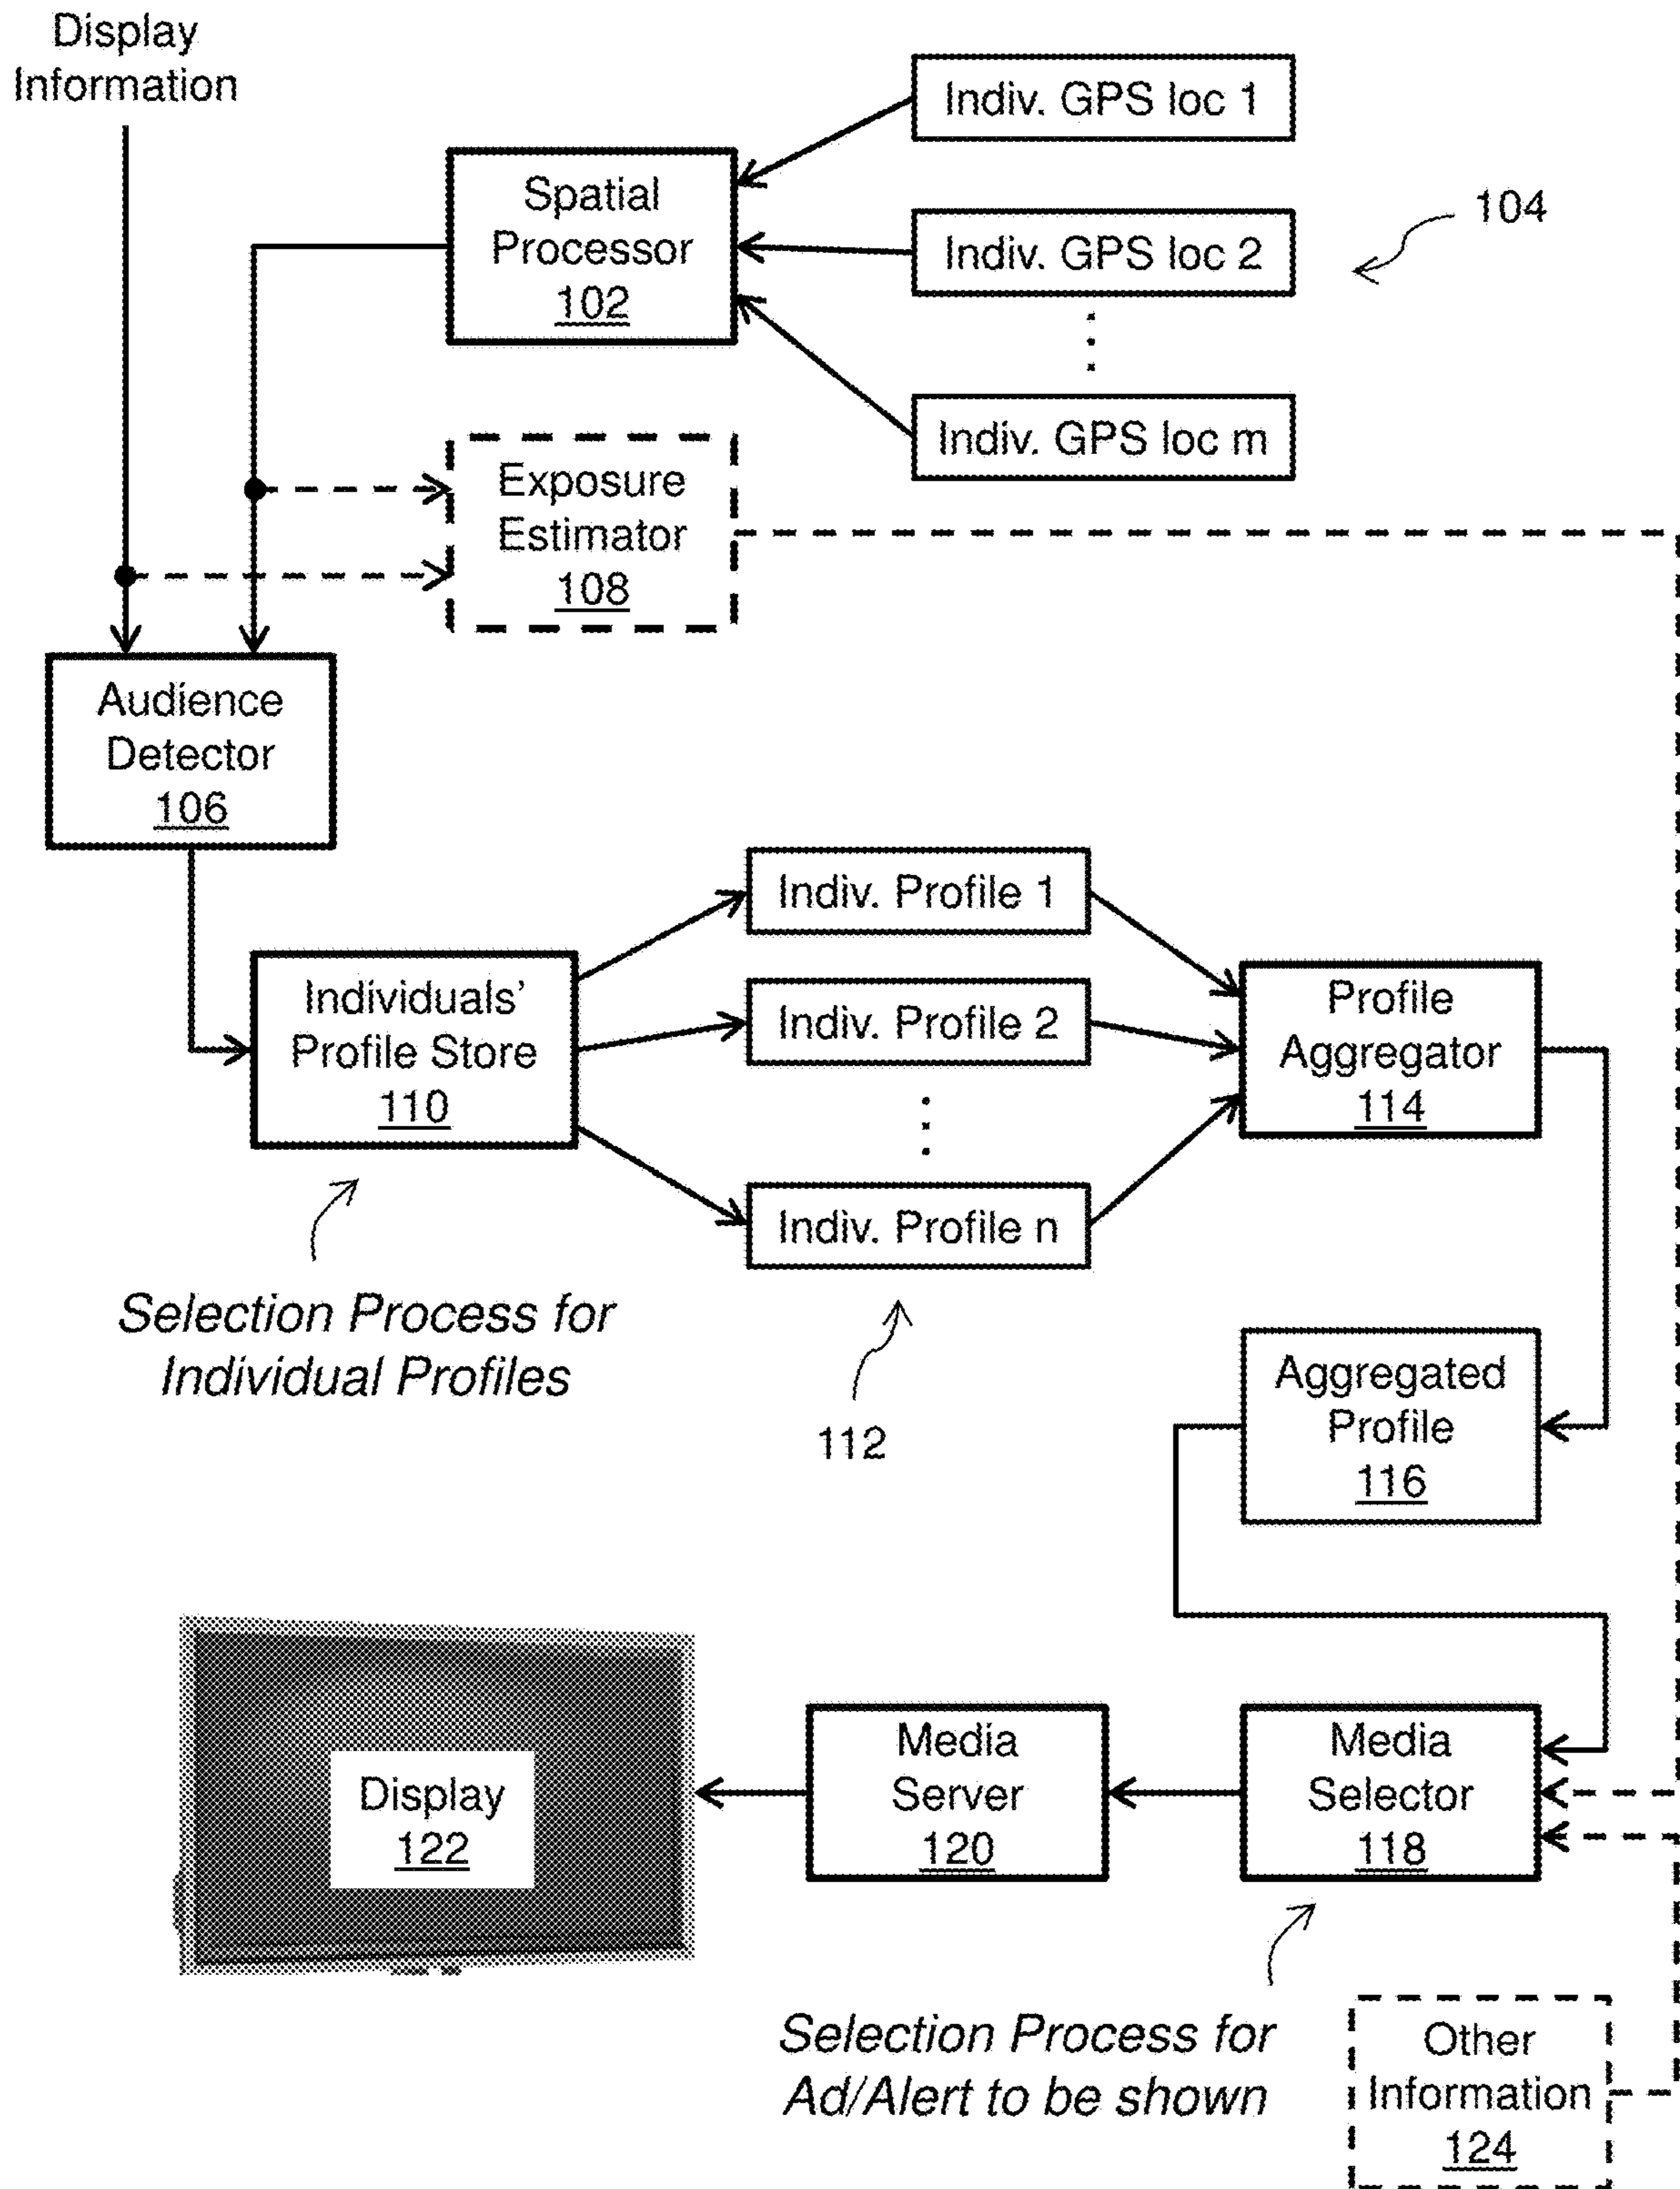 Display
Information
Indiv. GPS loc 1
Spatial
Processor
102
Indiv. GPS loc 2
104
Indiv. GPS loc m
Exposure
Estimator
108
Audience
Detector
106
Indiv. Profile 1
Individuals’
Profile Store
110
Indiv. Profile 2
Profile
Aggregator
114
Indiv. Profile n
Selection Process for
Individual Profiles
112
Aggregated
Profile
116
Display
122
Media
Server
120
Media
Selector
118
Selection Process for
Ad/Alert to be shown
Other
Information
124